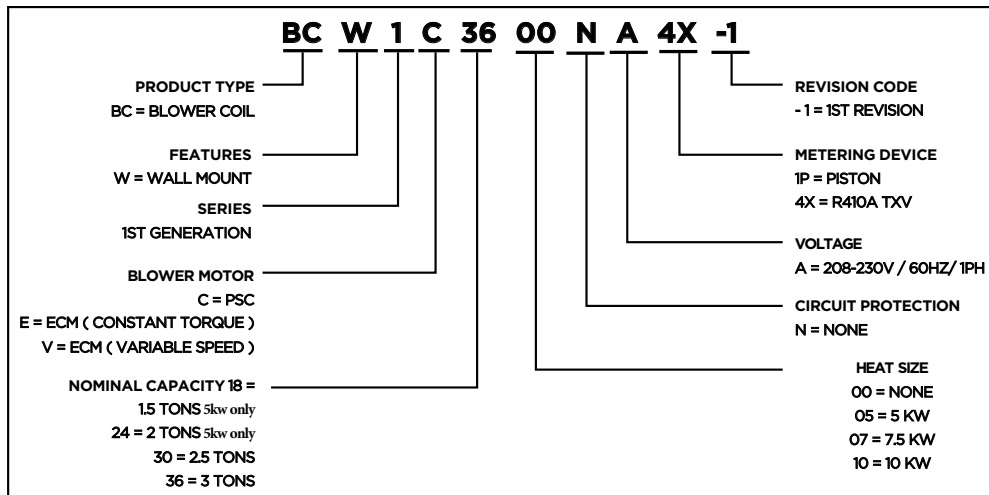 BC W 1 C 36 00 N A 4X -1
PRODUCT TYPE
BC = BLOWER COIL
FEATURES
W = WALL MOUNT
SERIES
1ST GENERATION
BLOWER MOTOR
C = PSC
E = ECM ( CONSTANT TORQUE )
V = ECM ( VARIABLE SPEED )
NOMINAL CAPACITY 18 =
1.5 TONS 5kw only
24 = 2 TONS 5kw only
30 = 2.5 TONS
36 = 3 TONS
REVISION CODE
- 1 = 1ST REVISION
METERING DEVICE
1P = PISTON
4X = R410A TXV
VOLTAGE
A = 208-230V / 60HZ/ 1PH
CIRCUIT PROTECTION
N = NONE
HEAT SIZE
00 = NONE
05 = 5 KW
07 = 7.5 KW
10 = 10 KW